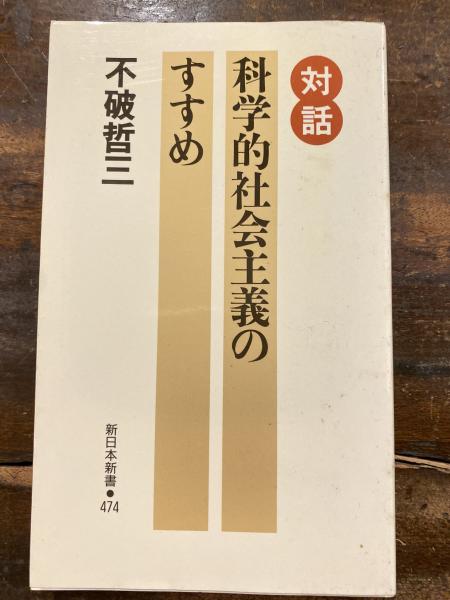 対話
科学的社会主義の
すすめ
不破哲三
新日本新書●474